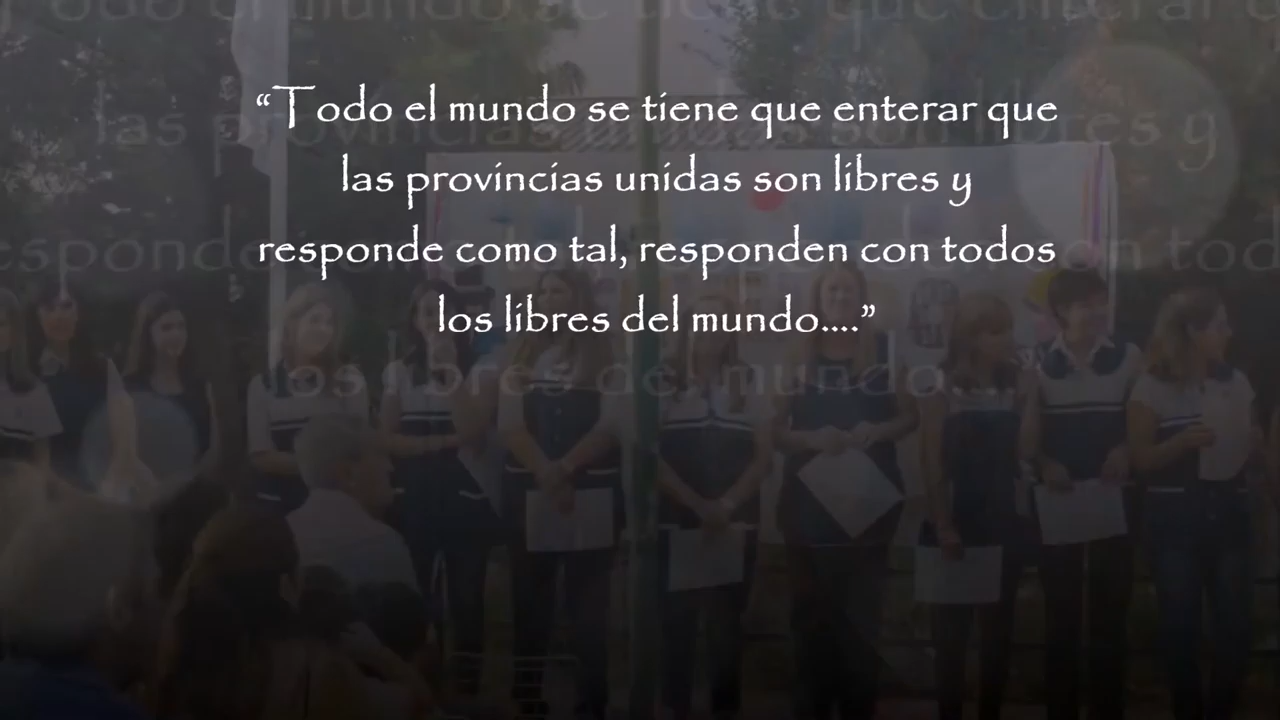 “Todo el mundo se tiene que enterar que
las provincias unidas son libres y
responde como tal, responden con todos
los libres del mundo....”